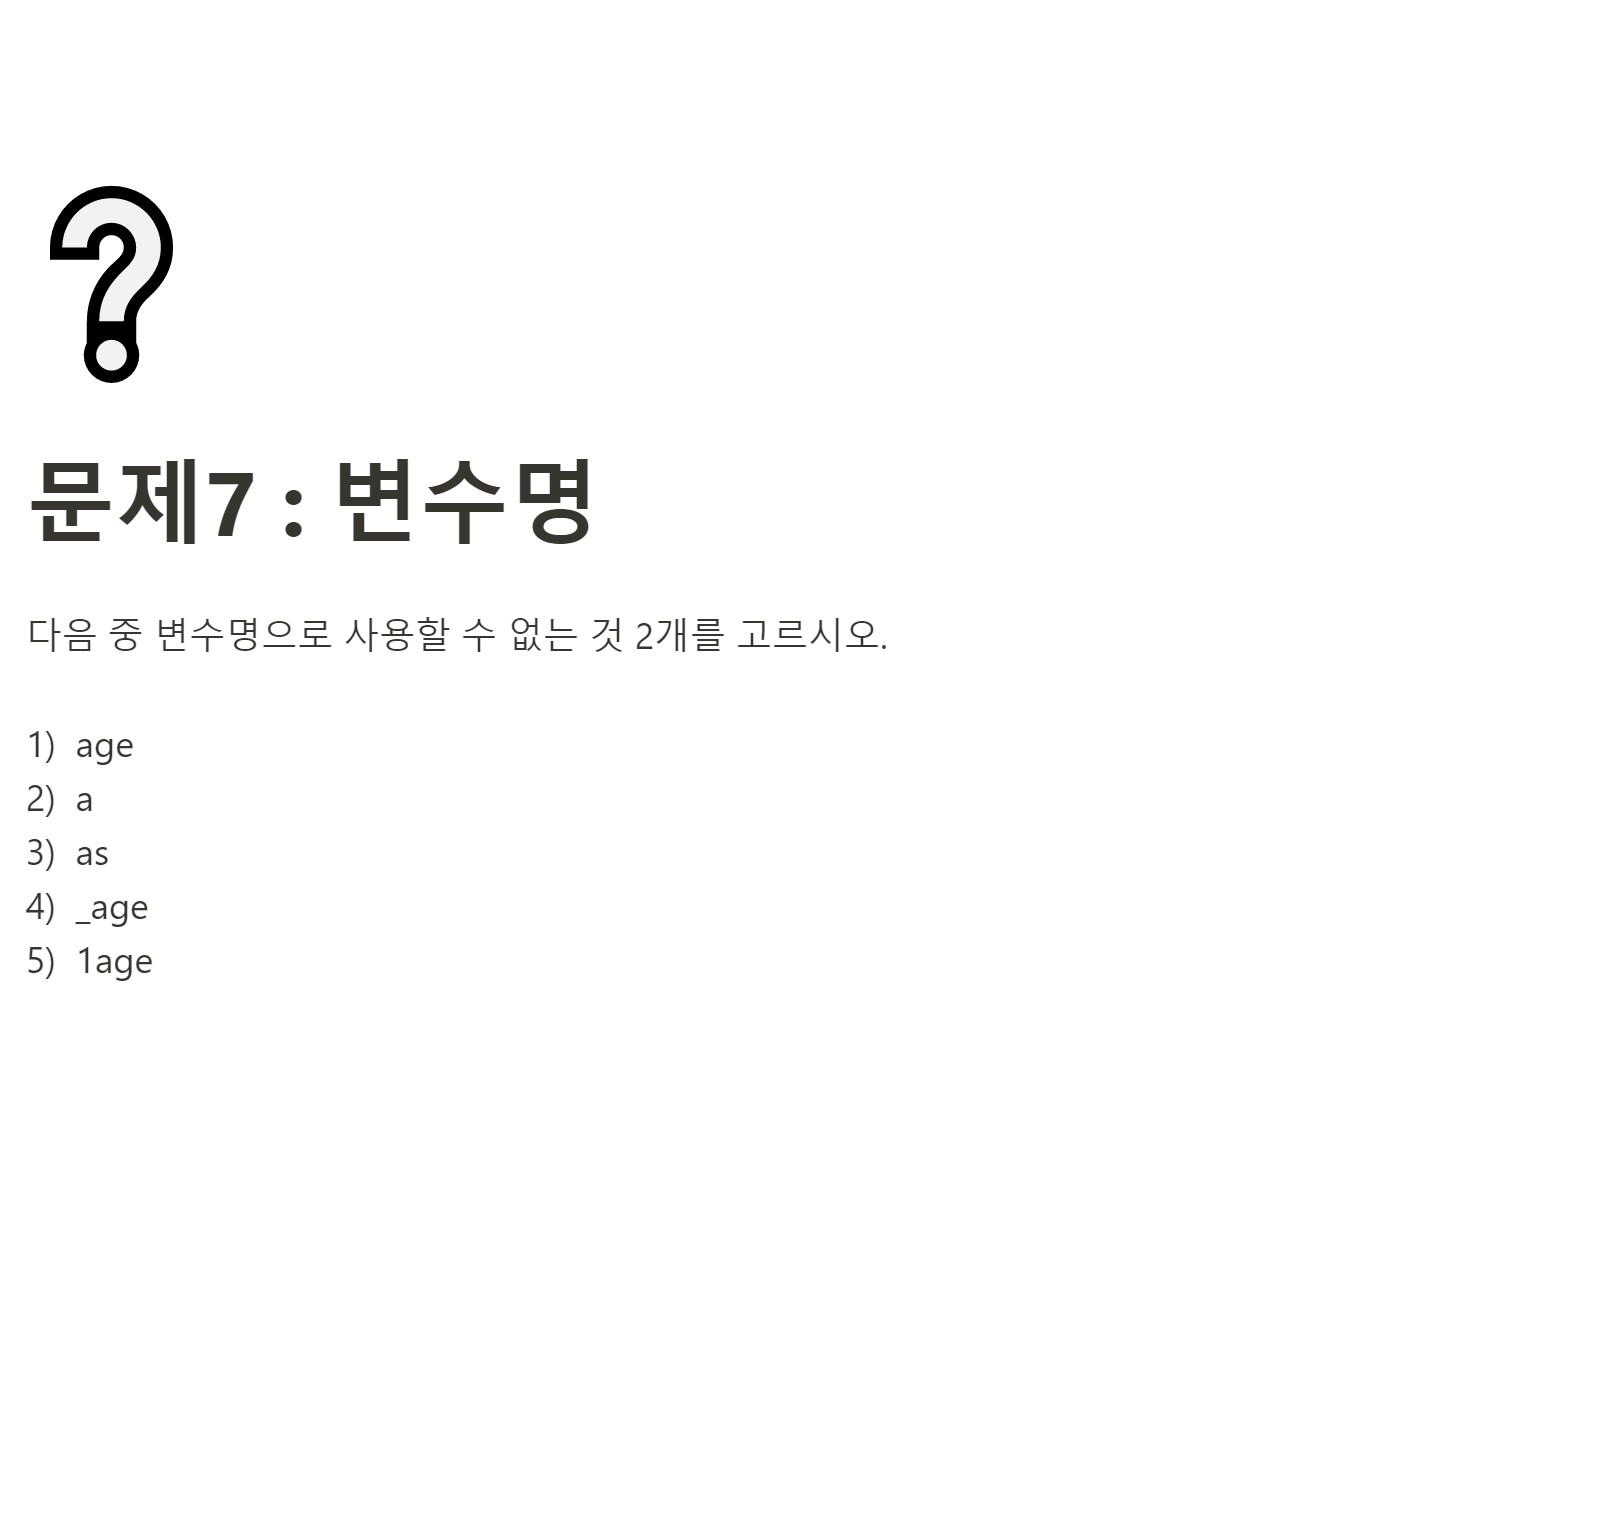 문제7 : 변수명
다음 중 변수명으로 사용할 수 없는 것 2개를 고르시오.
1) age
2) a
3) as
4) _age
5) 1age